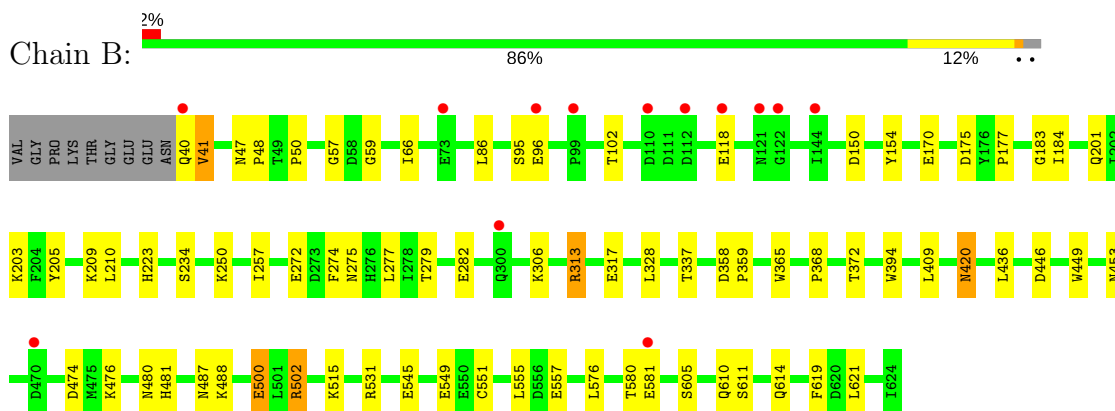 2%
Chain B:
86% 12% • •
VAL GLY PRO LYS THR GLY GLU GLU ASN Q40 V41 N47 P48 T49 P50 G57 D58 G59 I66 E73 L86 S95 E96 P99 T102 D110 D111 D112 E118 N121 G122 I144 D150 Y154 E170 D175 Y176 P177 G183 I184 Q201
K203 F204 Y205 K209 L210 H223 S234 K250 I257 E272 D273 F274 N275 H276 L277 I278 T279 E282 Q300 K306 R313 E317 L328 T337 D358 P359 W365 P368 T372 W394 L409 N420 L436 D446 W449 N453
D470 D474 M475 K476 N480 H481 N487 K488 E500 L501 R502 K515 R531 E545 E549 E550 C551 L555 D556 E557 L576 T580 E581 S605 Q610 S611 Q614 F619 D620 L621 I624